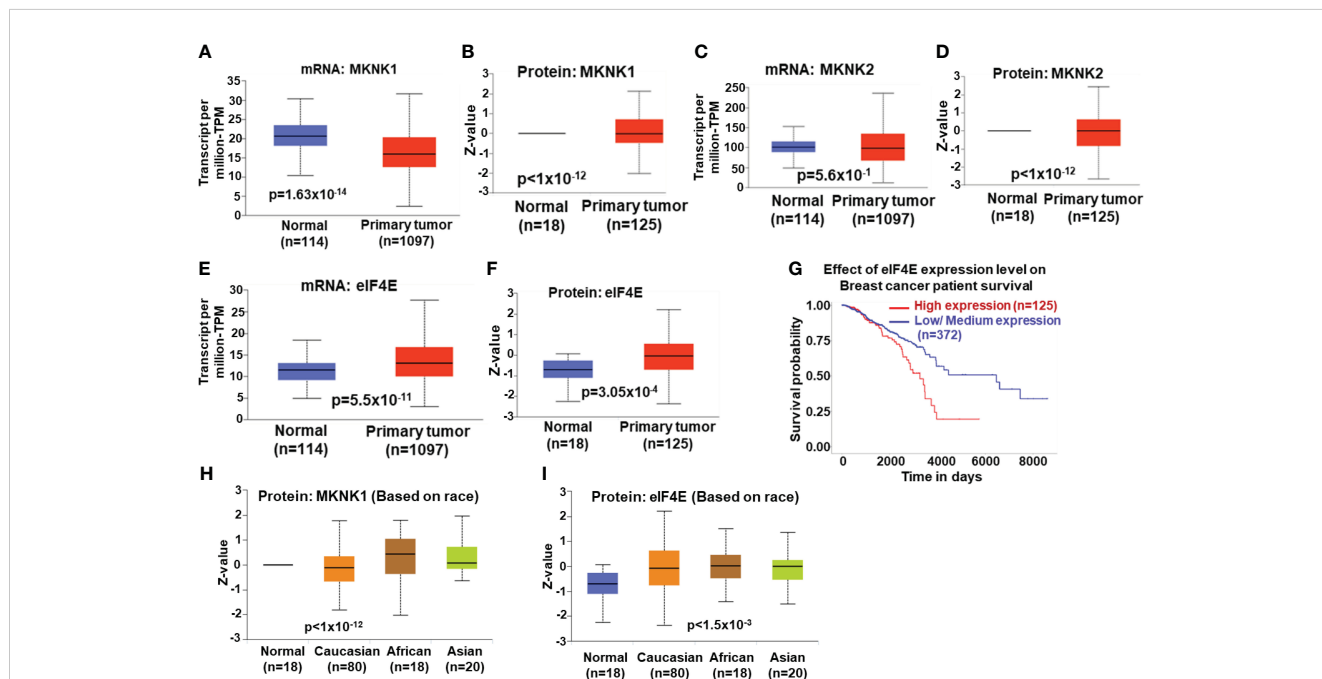 A
mRNA: MKNK1
Transcript per
million-TPM
35
30
25
20
15
10
5
0
p=1.63x10-14
Normal
(n=114)
Primary tumor
(n=1097)
B
Protein: MKNK1
Z-value
3
2
1
0
-1
-2
-3
p<1x10-12
Normal
(n=18)
Primary tumor
(n=125)
C
mRNA: MKNK2
Transcript per
million-TPM
250
200
150
100
50
0
p=5.6x10-1
Normal
(n=114)
Primary tumor
(n=1097)
D
Protein: MKNK2
Z-value
3
2
1
0
-1
-2
-3
p<1x10-12
Normal
(n=18)
Primary tumor
(n=125)
E
mRNA: eIF4E
Transcript per
million-TPM
30
25
20
15
10
5
0
p=5.5x10-11
Normal
(n=114)
Primary tumor
(n=1097)
F
Protein: eIF4E
Z-value
3
2
1
-0
-1
-2
-3
p=3.05x10-4
Normal
(n=18)
Primary tumor
(n=125)
G
Effect of eIF4E expression level on
Breast cancer patient survival
High expression (n=125)
Low/ Medium expression
(n=372)
Survival probability
1.00
0.75
0.50
0.25
0.00
0 2000 4000 6000 8000
Time in days
H
Protein: MKNK1 (Based on race)
Z-value
3
2
1
0
-1
-2
-3
p<1x10-12
Normal
(n=18)
Caucasian
(n=80)
African
(n=18)
Asian
(n=20)
I
Protein: eIF4E (Based on race)
Z-value
3
2
1
0
-1
-2
-3
p<1.5x10-3
Normal
(n=18)
Caucasian
(n=80)
African
(n=18)
Asian
(n=20)